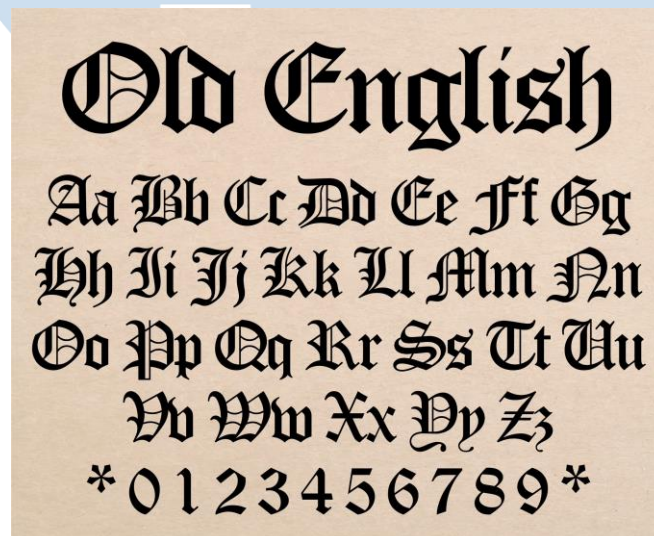 Old English
Aa Bb Cc Dd Ee Ff Gg
Hh Ii Jj Kk Ll Mm Nn
Oo Pp Qq Rr Ss Tt Uu
Vv Ww Xx Yy Zz
*0123456789*